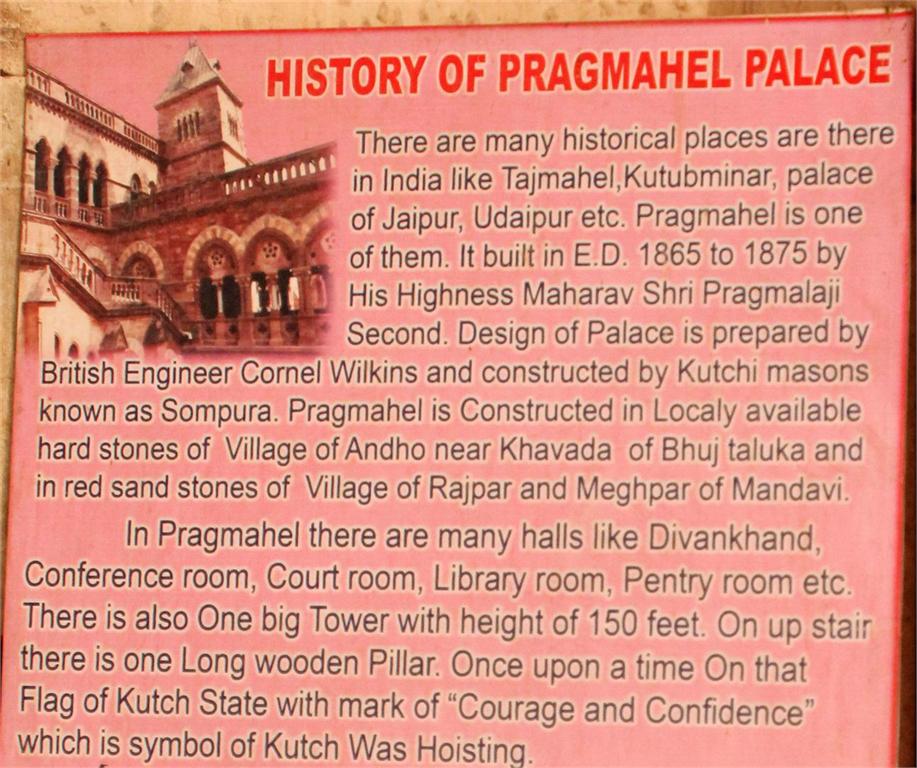 HISTORY OF PRAGMAHEL PALACE
There are many historical places are there
in India like Tajmahel,Kutubminar, palace
of Jaipur, Udaipur etc. Pragmahel is one
of them. It built in E.D. 1865 to 1875 by
His Highness Maharav Shri Pragmalaji
Second. Design of Palace is prepared by
British Engineer Cornel Wilkins and constructed by Kutchi masons
known as Sompura. Pragmahel is Constructed in Localy available
hard stones of Village of Andho near Khavada of Bhuj taluka and
in red sand stones of Village of Rajpar and Meghpar of Mandavi.
In Pragmahel there are many halls like Divankhand,
Conference room, Court room, Library room, Pentry room etc.
There is also One big Tower with height of 150 feet. On up stair
there is one Long wooden Pillar. Once upon a time On that
Flag of Kutch State with mark of “Courage and Confidence”
which is symbol of Kutch Was Hoisting.